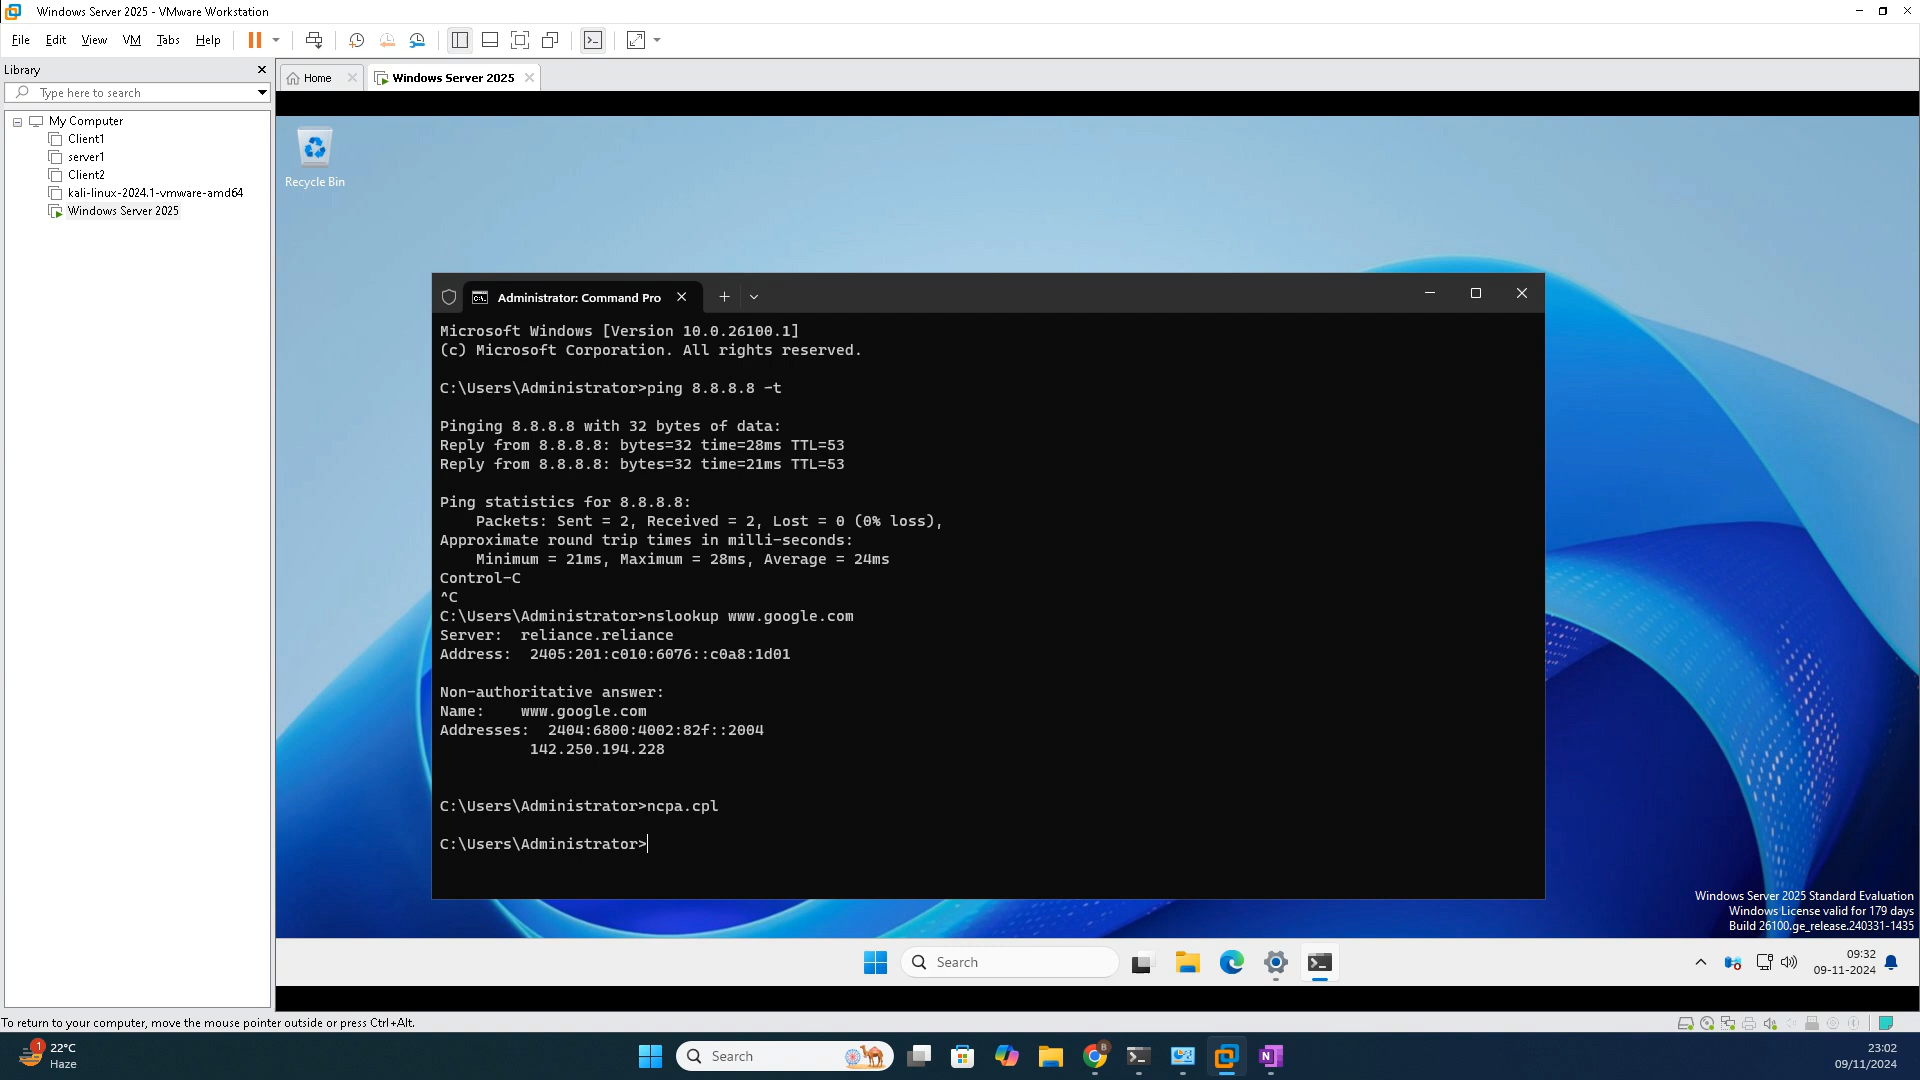 Windows Server 2025 - VMware Workstation
File Edit View VM Tabs Help
Library
Type here to search
Home
Windows Server 2025
My Computer
Client1
server1
Client2
kali-linux-2024.1-vmware-amd64
Windows Server 2025
Recycle Bin
Administrator: Command Pro
Microsoft Windows [Version 10.0.26100.1]
(c) Microsoft Corporation. All rights reserved.
C:\Users\Administrator>ping 8.8.8.8 -t
Pinging 8.8.8.8 with 32 bytes of data:
Reply from 8.8.8.8: bytes=32 time=28ms TTL=53
Reply from 8.8.8.8: bytes=32 time=21ms TTL=53
Ping statistics for 8.8.8.8:
Packets: Sent = 2, Received = 2, Lost = 0 (0% loss),
Approximate round trip times in milli-seconds:
Minimum = 21ms, Maximum = 28ms, Average = 24ms
Control-C
^C
C:\Users\Administrator>nslookup www.google.com
Server:  reliance.reliance
Address:  2405:201:c010:6076::c0a8:1d01
Non-authoritative answer:
Name:    www.google.com
Addresses:  2404:6800:4002:82f::2004
142.250.194.228
C:\Users\Administrator>ncpa.cpl
C:\Users\Administrator>
Windows Server 2025 Standard Evaluation
Windows License valid for 179 days
Build 26100.ge_release.240331-1435
Search
09:32
09-11-2024
To return to your computer, move the mouse pointer outside or press Ctrl+Alt.
1
22°C
Haze
Search
B
N
23:02
09/11/2024